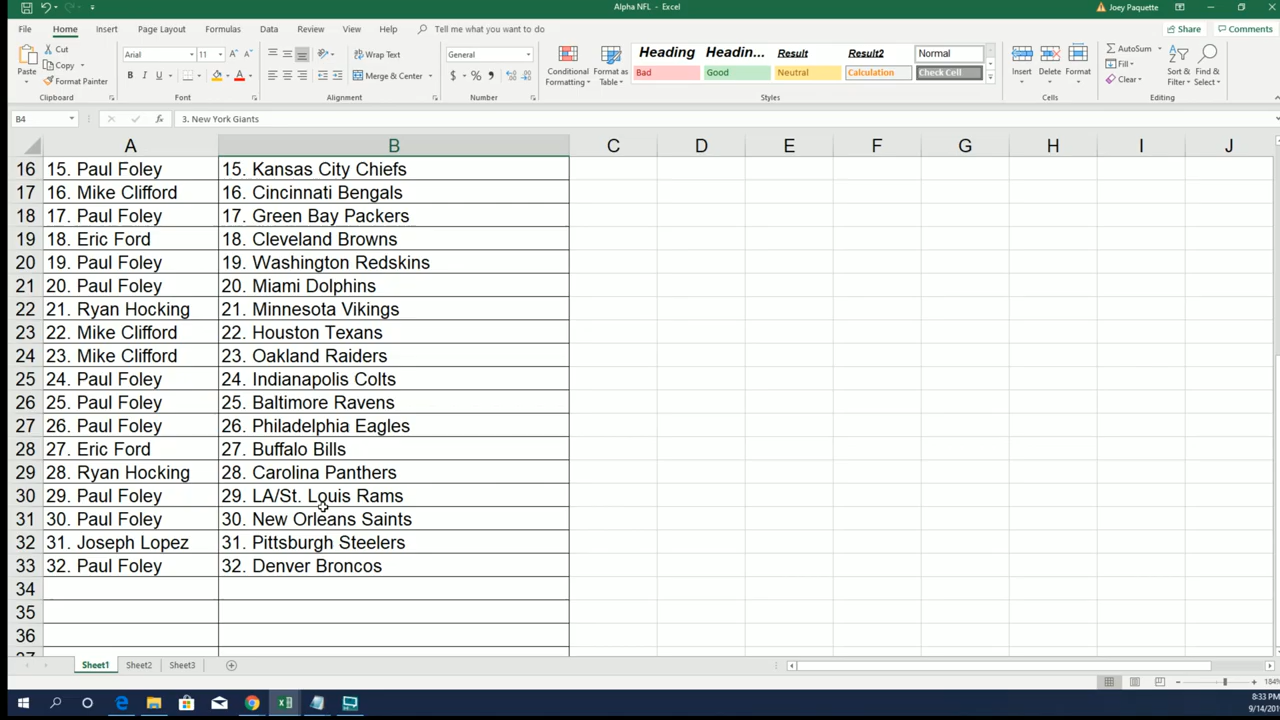 Alpha NFL - Excel
Joey Paquette
File Home Insert Page Layout Formulas Data Review View Help Tell me what you want to do Share Comments
Paste Cut Copy Format Painter Clipboard
Arial 11 Font
Wrap Text Merge & Center Alignment
General Number
Conditional Formatting Format as Table
Heading Headin... Result Result2 Normal
Bad Good Neutral Calculation Check Cell
Styles
Insert Delete Format Cells
AutoSum Fill Clear Sort & Filter Find & Select Editing
B4 3. New York Giants
A B C D E F G H I J
16 15. Paul Foley 15. Kansas City Chiefs
17 16. Mike Clifford 16. Cincinnati Bengals
18 17. Paul Foley 17. Green Bay Packers
19 18. Eric Ford 18. Cleveland Browns
20 19. Paul Foley 19. Washington Redskins
21 20. Paul Foley 20. Miami Dolphins
22 21. Ryan Hocking 21. Minnesota Vikings
23 22. Mike Clifford 22. Houston Texans
24 23. Mike Clifford 23. Oakland Raiders
25 24. Paul Foley 24. Indianapolis Colts
26 25. Paul Foley 25. Baltimore Ravens
27 26. Paul Foley 26. Philadelphia Eagles
28 27. Eric Ford 27. Buffalo Bills
29 28. Ryan Hocking 28. Carolina Panthers
30 29. Paul Foley 29. LA/St. Louis Rams
31 30. Paul Foley 30. New Orleans Saints
32 31. Joseph Lopez 31. Pittsburgh Steelers
33 32. Paul Foley 32. Denver Broncos
34
35
36
Sheet1 Sheet2 Sheet3
184%
8:33 PM